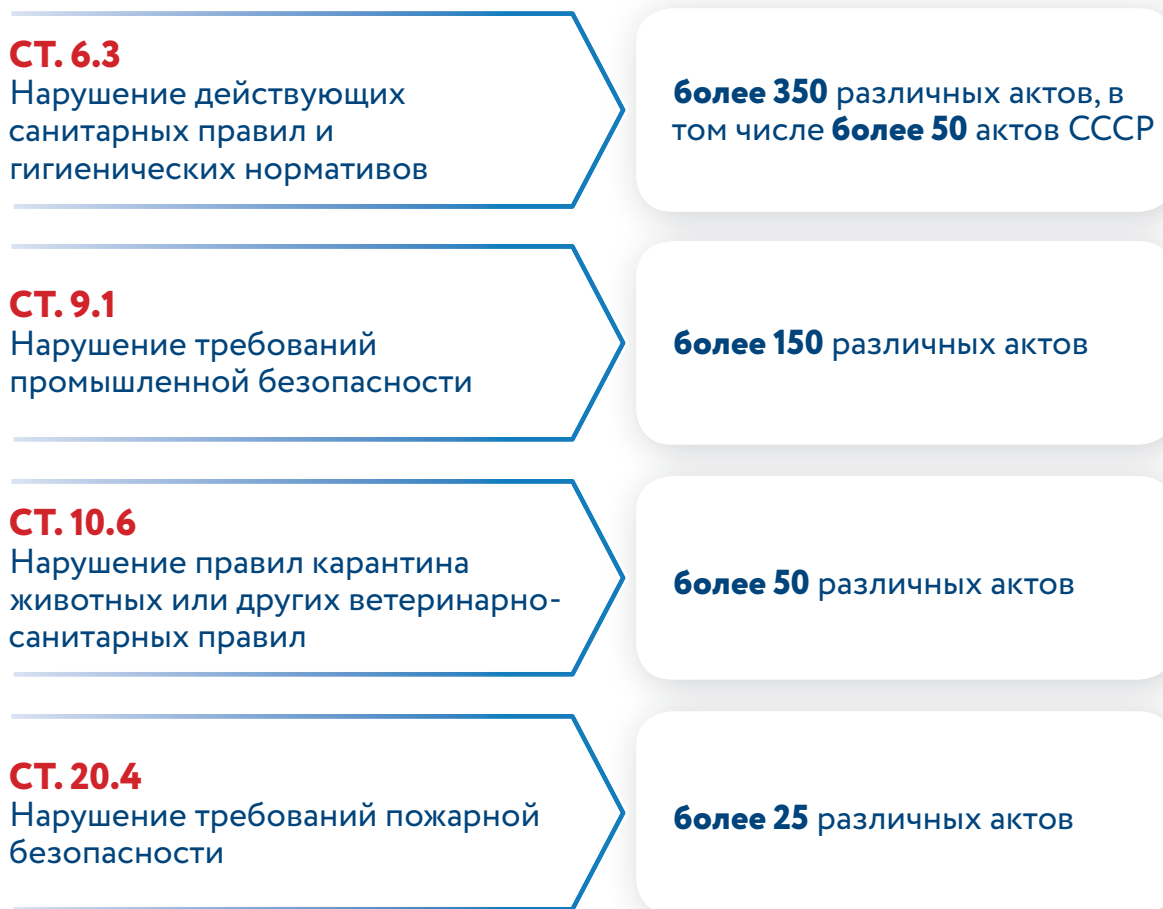 СТ. 6.3
Нарушение действующих
санитарных правил и
гигиенических нормативов
более 350 различных актов, в
том числе более 50 актов СССР
СТ. 9.1
Нарушение требований
промышленной безопасности
более 150 различных актов
СТ. 10.6
Нарушение правил карантина
животных или других ветеринарно-
санитарных правил
более 50 различных актов
СТ. 20.4
Нарушение требований пожарной
безопасности
более 25 различных актов